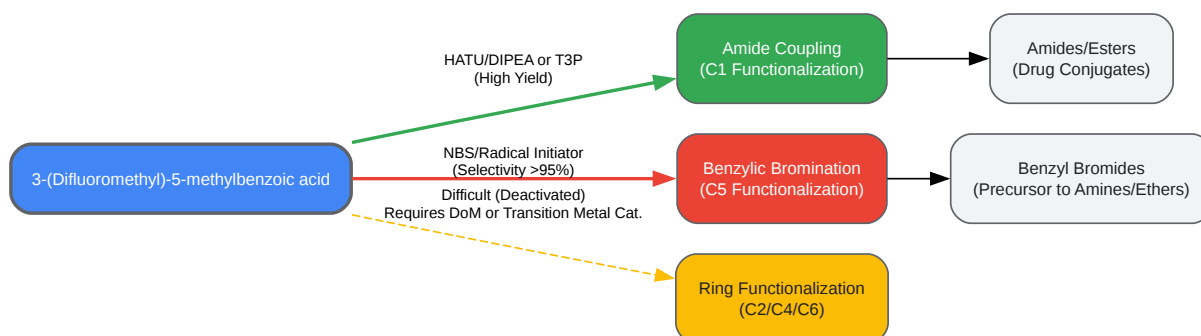 HATU/DIPEA or T3P
(High Yield)
Amide Coupling
(C1 Functionalization)
Amides/Esters
(Drug Conjugates)
3-(Difluoromethyl)-5-methylbenzoic acid
NBS/Radical Initiator
(Selectivity >95%)
Benzylic Bromination
(C5 Functionalization)
Benzyl Bromides
(Precursor to Amines/Ethers)
Difficult (Deactivated)
Requires DoM or Transition Metal Cat.
Ring Functionalization
(C2/C4/C6)